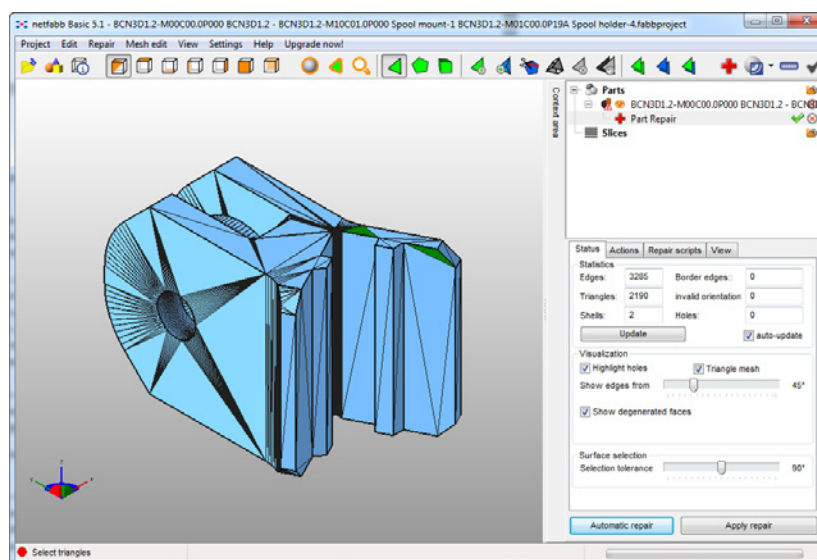 netfabb Basic 5.1 - BCN3D1.2-M00C00.0P000 BCN3D1.2 - BCN3D1.2-M10C01.0P000 Spool mount-1 BCN3D1.2-M01C00.0P19A Spool holder-4.fabbproject
Project Edit Repair Mesh edit View Settings Help Upgrade now!
Context area
Parts
BCN3D1.2-M00C00.0P000 BCN3D1.2 - BCN3D
Part Repair
Slices
Status Actions Repair scripts View
Statistics
Edges: 3285 Border edges:: 0
Triangles: 2190 invalid orientation 0
Shells: 2 Holes: 0
Update auto-update
Visualization
Highlight holes Triangle mesh
Show edges from 45°
Show degenerated faces
Surface selection
Selection tolerance 90°
Automatic repair Apply repair
Select triangles